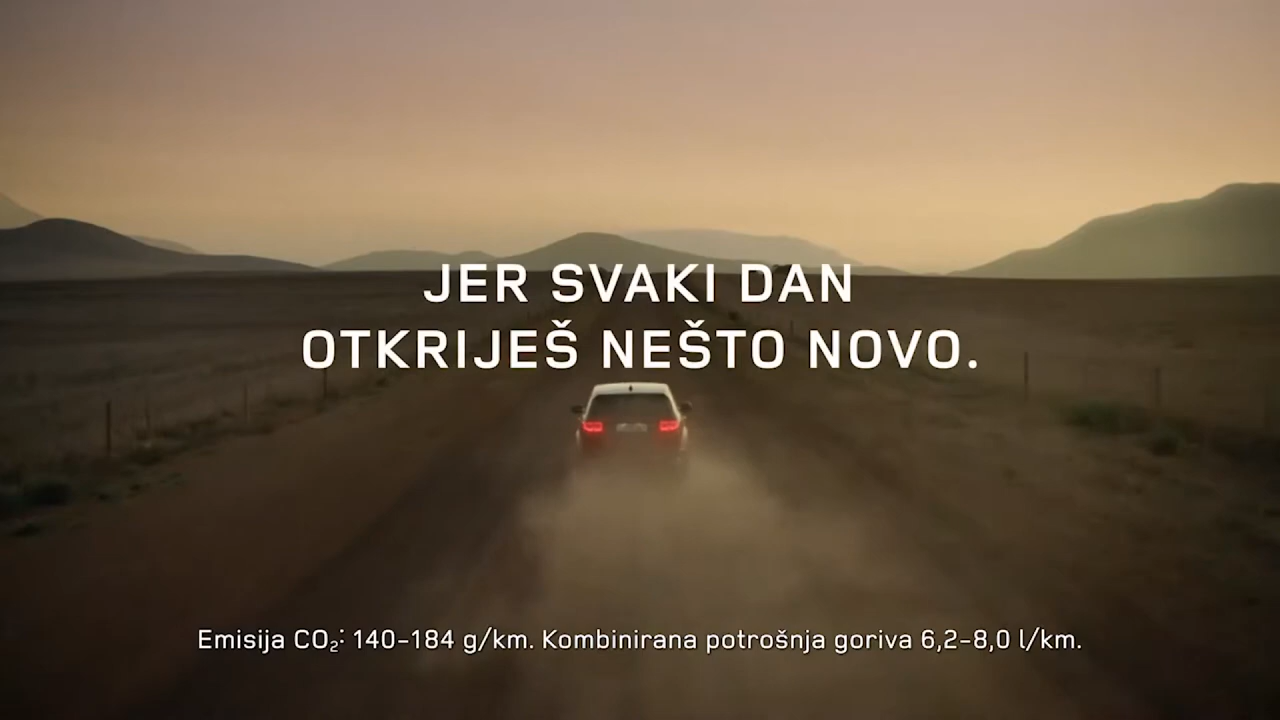 JER SVAKI DAN
OTKRIJEŠ NEŠTO NOVO.
Emisija CO₂: 140-184 g/km. Kombinirana potrošnja goriva 6,2-8,0 l/km.